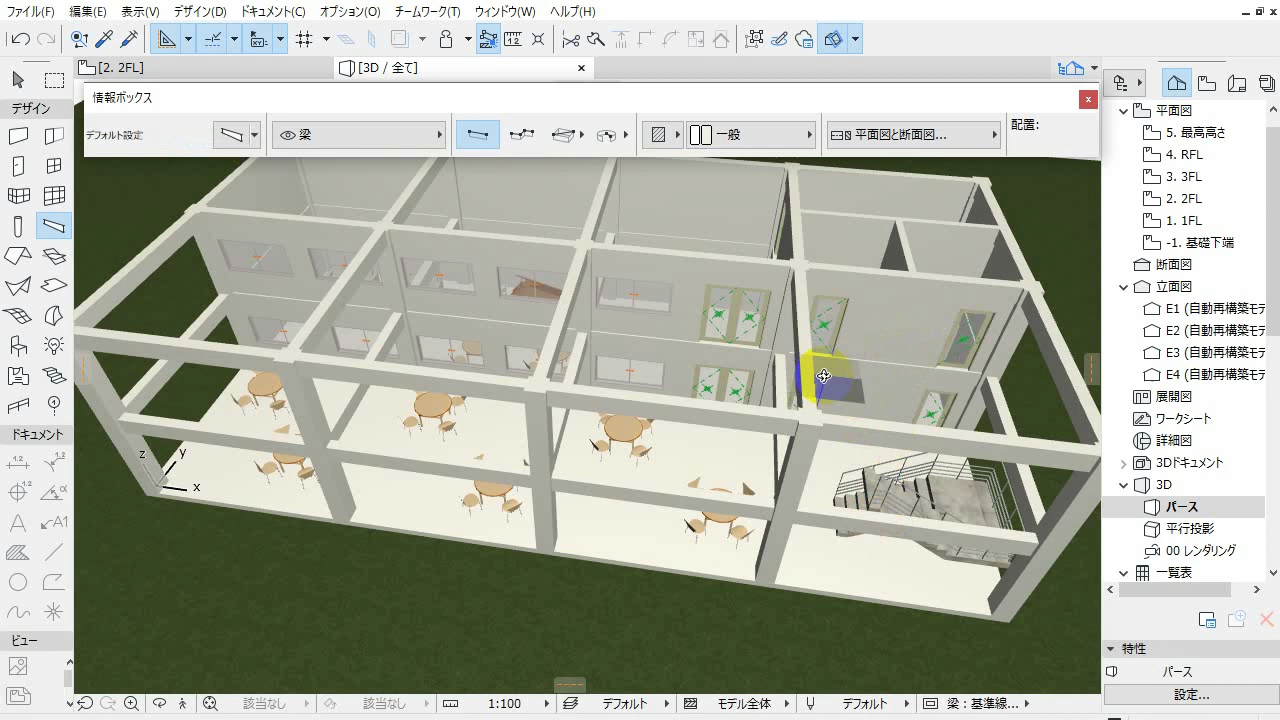 ファイル(F) 編集(E) 表示(V) デザイン(D) ドキュメント(C) オプション(O) チームワーク(T) ウィンドウ(W) ヘルプ(H)
[2. 2FL]
[3D / 全て]
情報ボックス
デフォルト設定
梁
一般
平面図と断面図...
配置:
デザイン
ドキュメント
ビュー
z
y
x
平面図
5. 最高高さ
4. RFL
3. 3FL
2. 2FL
1. 1FL
-1. 基礎下端
断面図
立面図
E1 (自動再構築モデ
E2 (自動再構築モデ
E3 (自動再構築モデ
E4 (自動再構築モデ
展開図
ワークシート
詳細図
3Dドキュメント
3D
パース
平行投影
00 レンダリング
一覧表
特性
パース
設定...
該当なし
該当なし
1:100
デフォルト
モデル全体
デフォルト
梁：基準線...